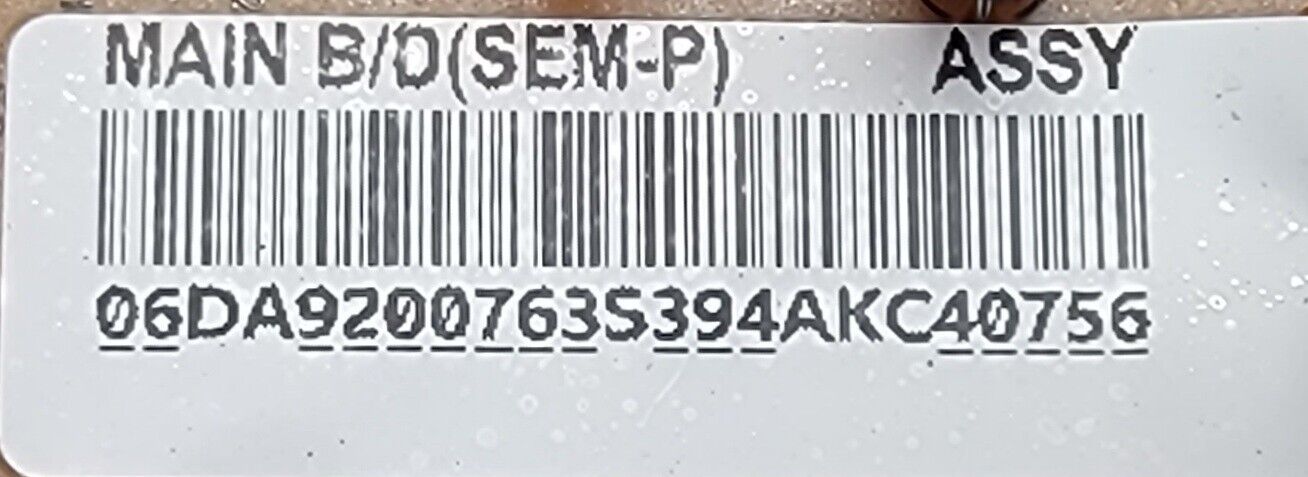 MAIN B/D(SEM-P) ASSY
06DA9200763S394AKC40756